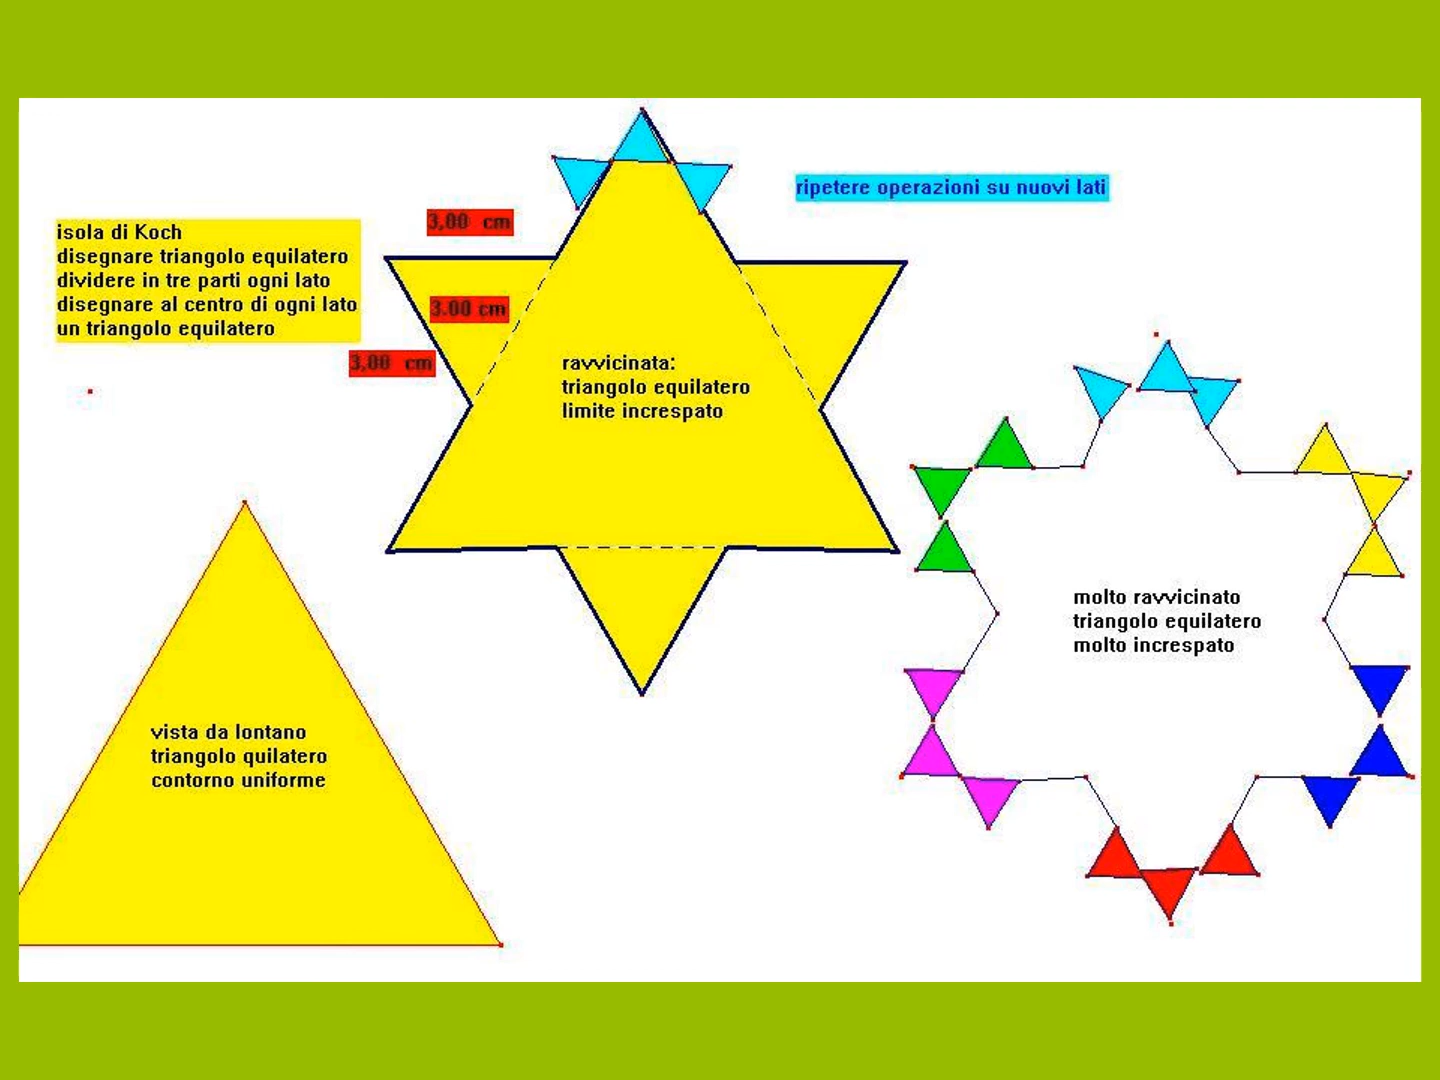 ripetere operazioni su nuovi lati
isola di Koch
disegnare triangolo equilatero
dividere in tre parti ogni lato
disegnare al centro di ogni lato
un triangolo equilatero
3,00 cm
3.00 cm
3,00 cm
ravvicinata:
triangolo equilatero
limite increspato
molto ravvicinato
triangolo equilatero
molto increspato
vista da lontano
triangolo quilatero
contorno uniforme